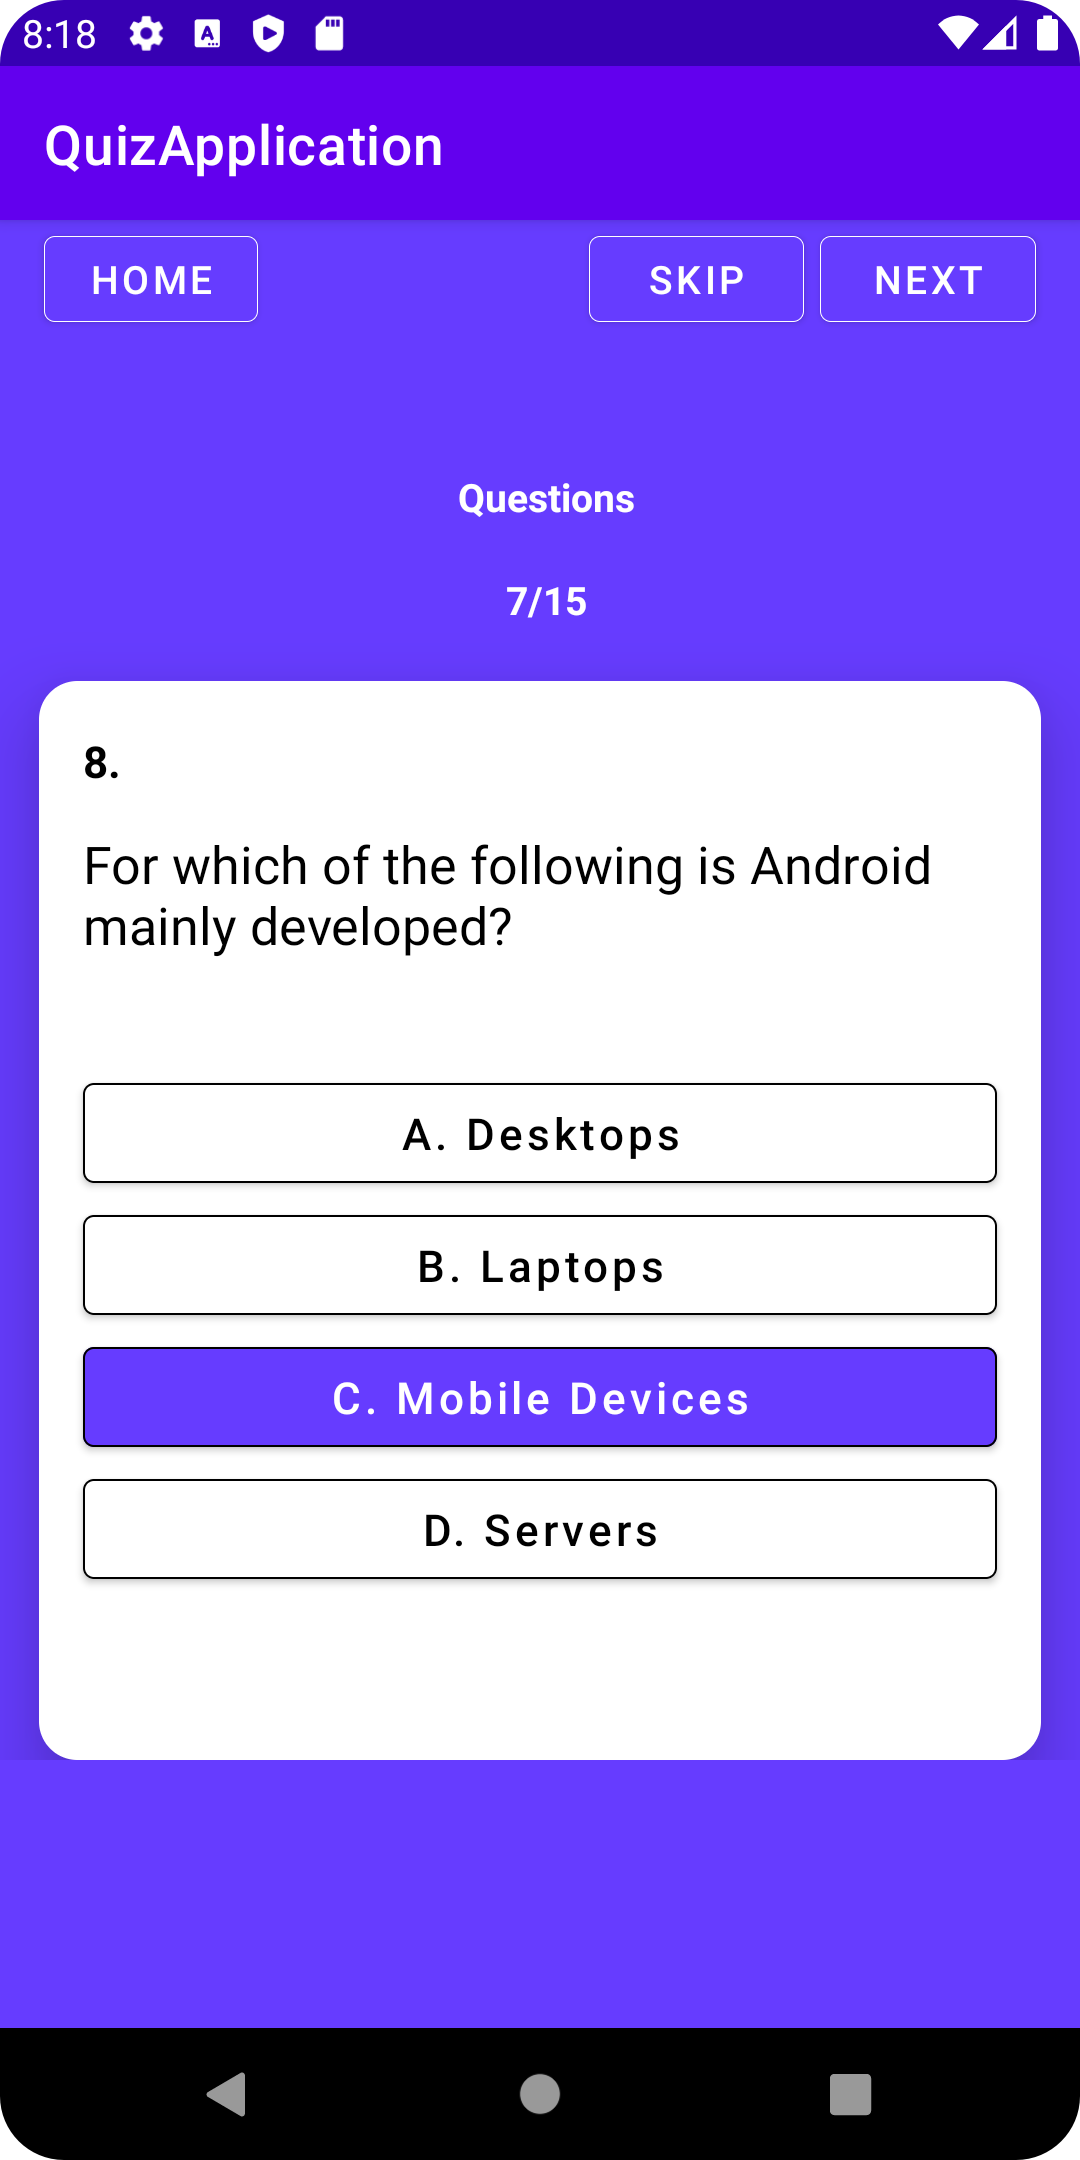 8:18
QuizApplication
HOME
SKIP
NEXT
Questions
7/15
8.
For which of the following is Android
mainly developed?
A. Desktops
B. Laptops
C. Mobile Devices
D. Servers